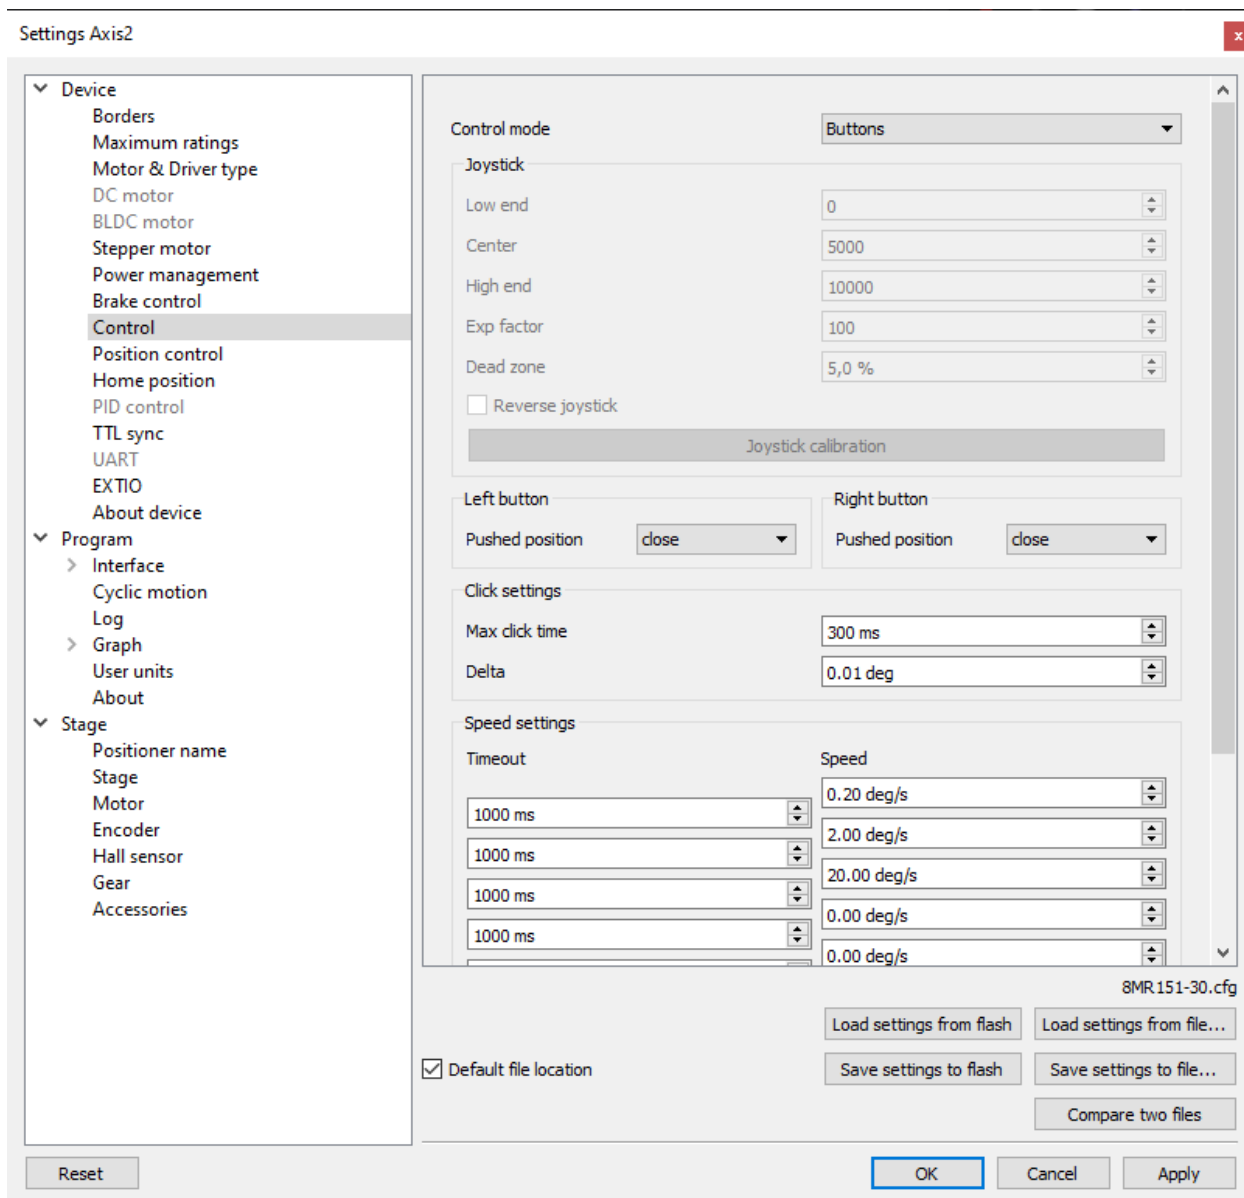 Settings Axis2
x
Device
Borders
Maximum ratings
Motor & Driver type
DC motor
BLDC motor
Stepper motor
Power management
Brake control
Control
Position control
Home position
PID control
TTL sync
UART
EXTIO
About device
Program
Interface
Cyclic motion
Log
Graph
User units
About
Stage
Positioner name
Stage
Motor
Encoder
Hall sensor
Gear
Accessories
Control mode Buttons
Joystick
Low end 0
Center 5000
High end 10000
Exp factor 100
Dead zone 5,0 %
Reverse joystick
Joystick calibration
Left button Right button
Pushed position close Pushed position close
Click settings
Max click time 300 ms
Delta 0.01 deg
Speed settings
Timeout Speed
0.20 deg/s
1000 ms
2.00 deg/s
1000 ms
20.00 deg/s
1000 ms
0.00 deg/s
1000 ms
0.00 deg/s
8MR151-30.cfg
Load settings from flash Load settings from file...
Default file location Save settings to flash Save settings to file...
Compare two files
Reset OK Cancel Apply